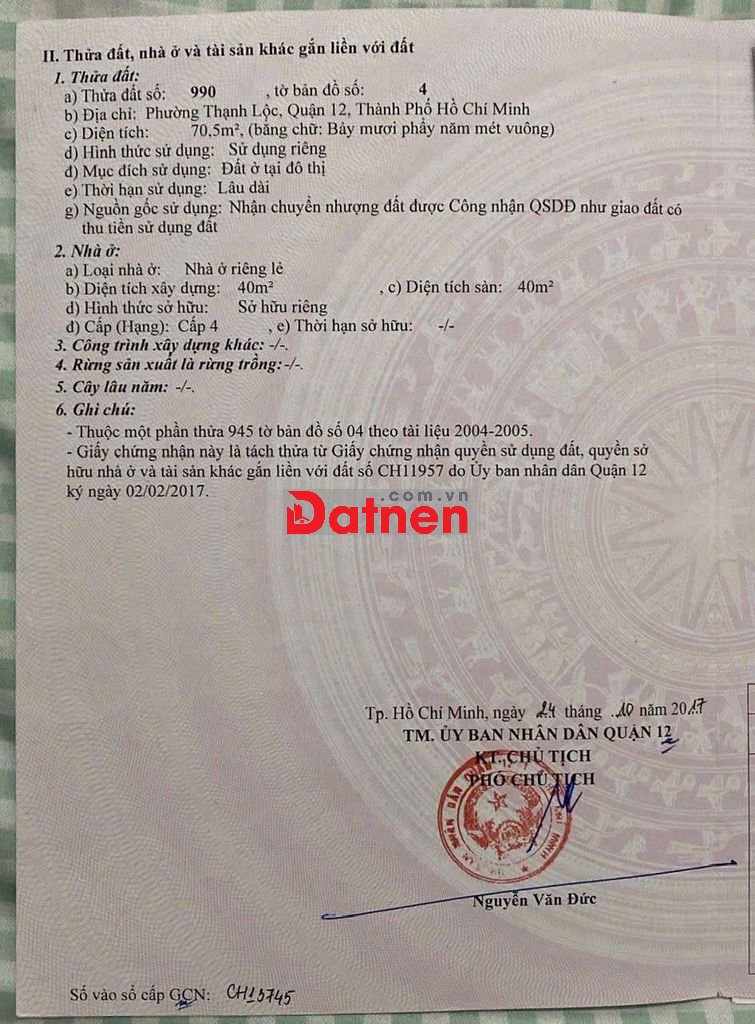 II. Thửa đất, nhà ở và tài sản khác gắn liền với đất
1. Thửa đất:
a) Thửa đất số: 990 , tờ bản đồ số: 4
b) Địa chỉ: Phường Thạnh Lộc, Quận 12, Thành Phố Hồ Chí Minh
c) Diện tích: 70,5m², (bằng chữ: Bảy mươi phẩy năm mét vuông)
d) Hình thức sử dụng: Sử dụng riêng
đ) Mục đích sử dụng: Đất ở tại đô thị
e) Thời hạn sử dụng: Lâu dài
g) Nguồn gốc sử dụng: Nhận chuyển nhượng đất được Công nhận QSDĐ như giao đất có
thu tiền sử dụng đất
2. Nhà ở:
a) Loại nhà ở: Nhà ở riêng lẻ
b) Diện tích xây dựng: 40m² , c) Diện tích sàn: 40m²
d) Hình thức sở hữu: Sở hữu riêng
đ) Cấp (Hạng): Cấp 4 , e) Thời hạn sở hữu: -/-
3. Công trình xây dựng khác: -/-.
4. Rừng sản xuất là rừng trồng: -/-.
5. Cây lâu năm: -/-.
6. Ghi chú:
- Thuộc một phần thửa 945 tờ bản đồ số 04 theo tài liệu 2004-2005.
- Giấy chứng nhận này là tách thửa từ Giấy chứng nhận quyền sử dụng đất, quyền sở
hữu nhà ở và tài sản khác gắn liền với đất số CH11957 do Ủy ban nhân dân Quận 12
ký ngày 02/02/2017.
.com.vn
Datnen
Tp. Hồ Chí Minh, ngày 24 tháng .10 năm 2017
TM. ỦY BAN NHÂN DÂN QUẬN 12
KT. CHỦ TỊCH
PHÓ CHỦ TỊCH
Nguyễn Văn Đức
Số vào sổ cấp GCN: CH15745